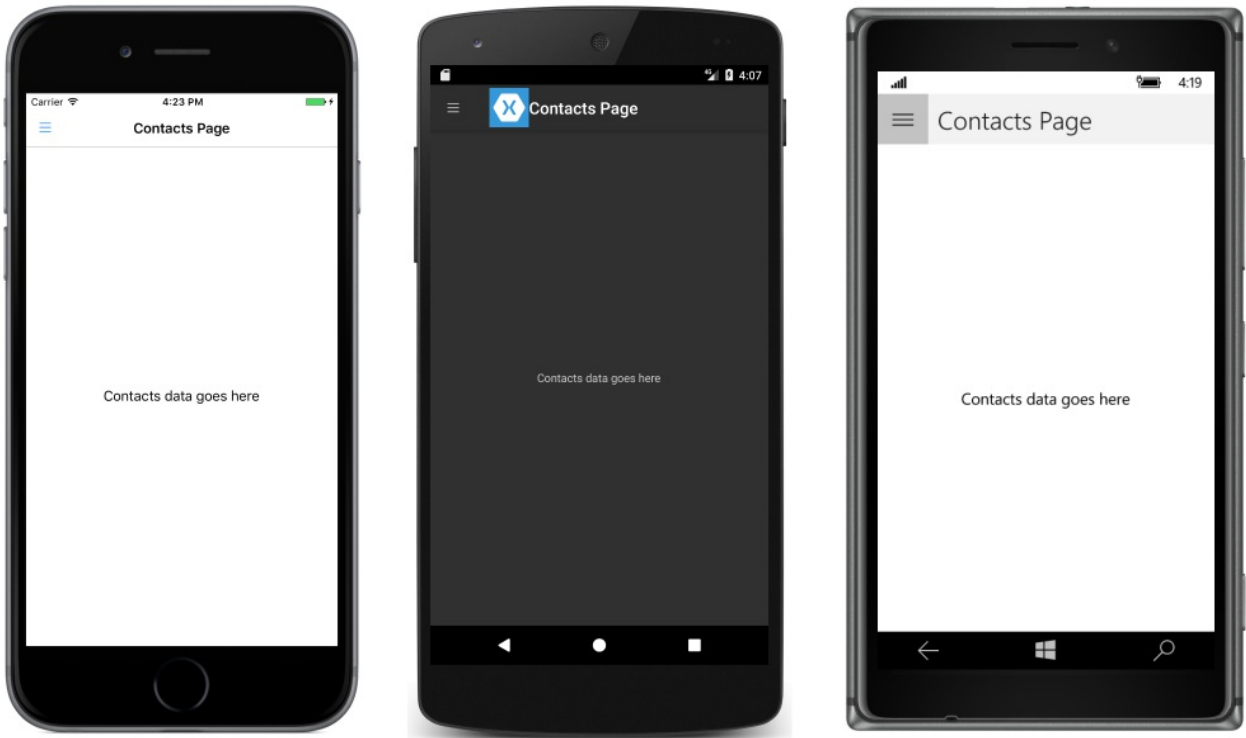 Carrier
4:23 PM
Contacts Page
Contacts data goes here
4G
4:07
Contacts Page
Contacts data goes here
4:19
Contacts Page
Contacts data goes here